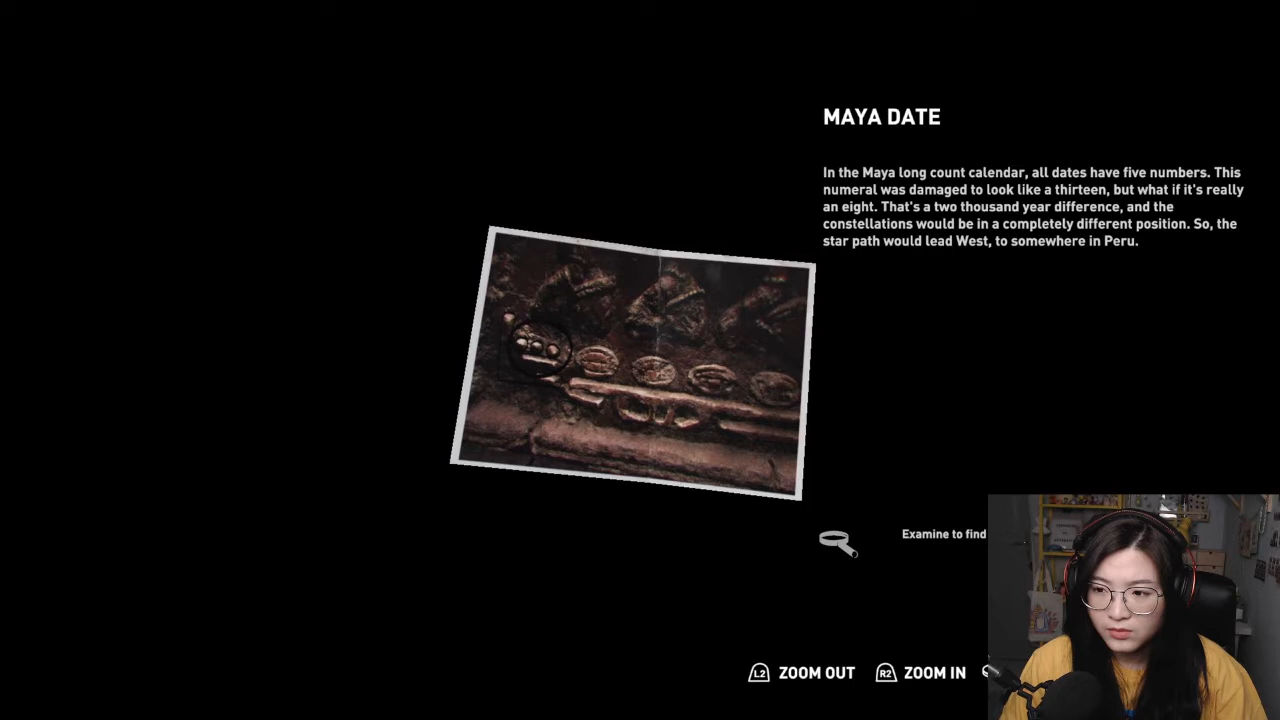 MAYA DATE
In the Maya long count calendar, all dates have five numbers. This
numeral was damaged to look like a thirteen, but what if it's really
an eight. That's a two thousand year difference, and the
constellations would be in a completely different position. So, the
star path would lead West, to somewhere in Peru.
Examine to find
L2 ZOOM OUT R2 ZOOM IN